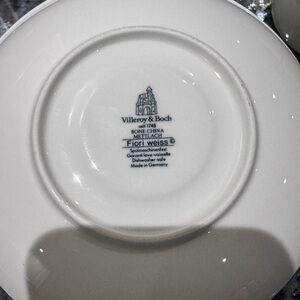 Villeroy & Boch
seit 1748
BONE CHINA
METTLACH
Fiori weiss ©
Spülmaschinenfest
Garanti lave-vaisselle
Dishwasher-safe
Made in Germany